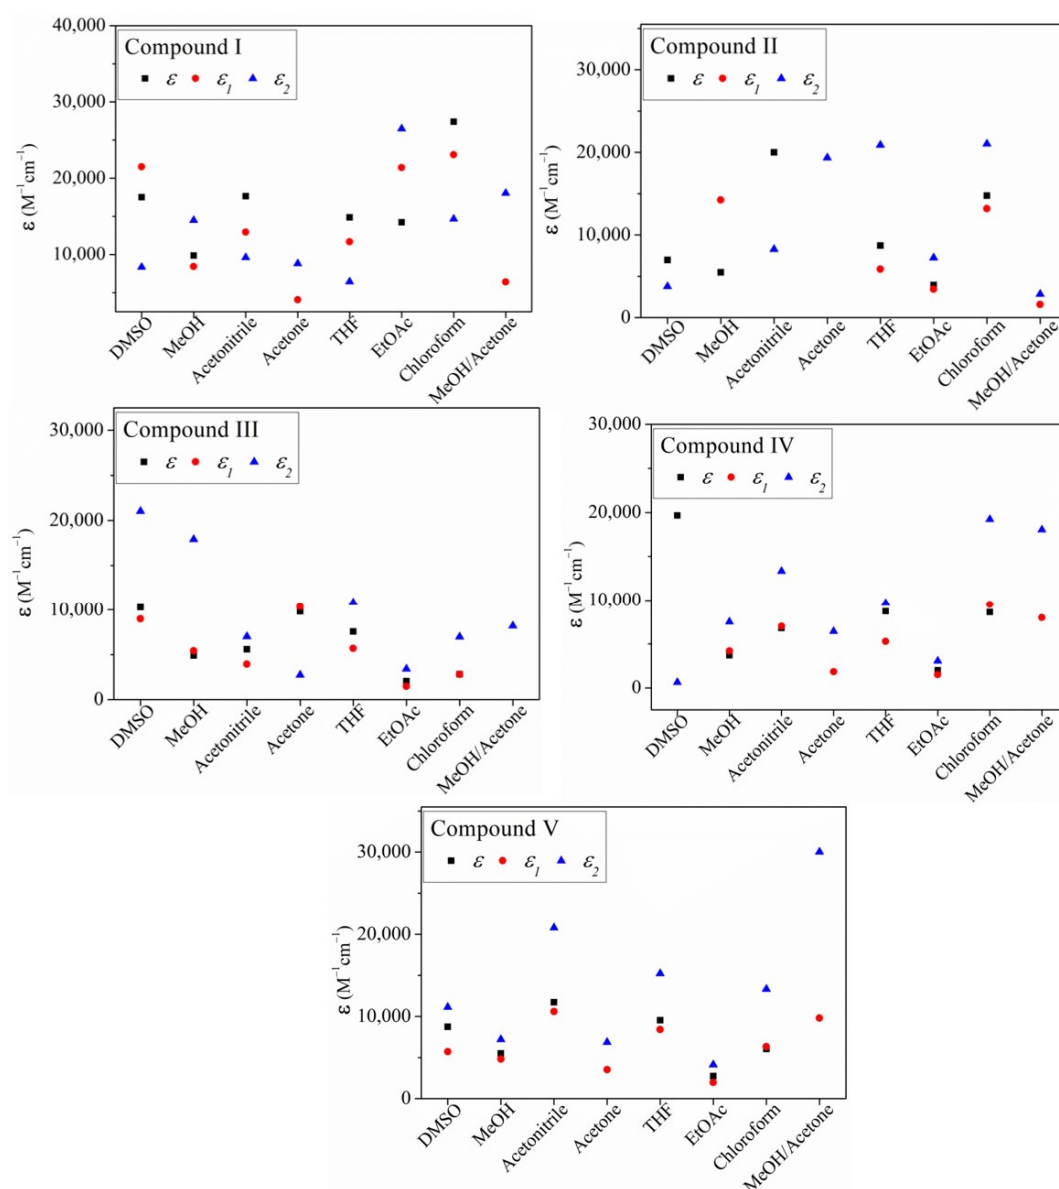 Compound I
ε ε₁ ε₂
40,000
30,000
20,000
10,000
ε (M⁻¹cm⁻¹)
DMSO
MeOH
Acetonitrile
Acetone
THF
EtOAc
Chloroform
MeOH/Acetone
Compound II
ε ε₁ ε₂
30,000
20,000
10,000
0
ε (M⁻¹cm⁻¹)
DMSO
MeOH
Acetonitrile
Acetone
THF
EtOAc
Chloroform
MeOH/Acetone
Compound III
ε ε₁ ε₂
30,000
20,000
10,000
0
ε (M⁻¹cm⁻¹)
DMSO
MeOH
Acetonitrile
Acetone
THF
EtOAc
Chloroform
MeOH/Acetone
Compound IV
ε ε₁ ε₂
30,000
20,000
10,000
0
ε (M⁻¹cm⁻¹)
DMSO
MeOH
Acetonitrile
Acetone
THF
EtOAc
Chloroform
MeOH/Acetone
Compound V
ε ε₁ ε₂
30,000
20,000
10,000
0
ε (M⁻¹cm⁻¹)
DMSO
MeOH
Acetonitrile
Acetone
THF
EtOAc
Chloroform
MeOH/Acetone